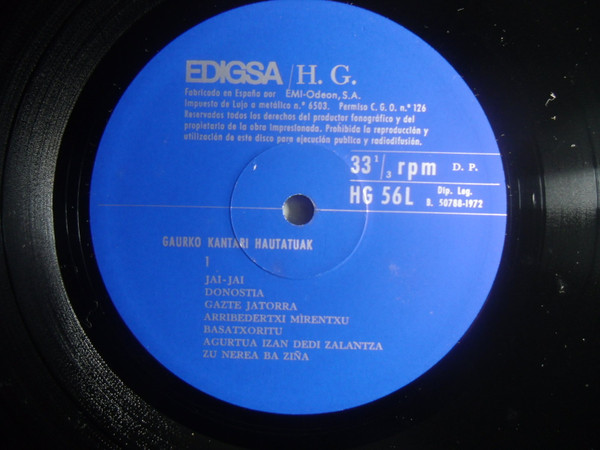 EDIGSA / H. G.
Fabricado en España por EMI-Odeon, S.A.
Impuesto de Lujo a metálico n.º 6503. Permiso C. G. D. n.º 126
Reservados todos los derechos del productor fonográfico y del
propietario de la obra impresionada. Prohibida la reproducción y
utilización de este disco para ejecución publica y radiodifusión.
33 1/3 rpm D. P.
HG 56L Dip. Leg.
B. 50788-1972
GAURKO KANTARI HAUTATUAK
1
JAI-JAI
DONOSTIA
GAZTE JATORRA
ARRIBEDERTXI MIRENTXU
BASATXORITU
AGURTUA IZAN DEDI ZALANTZA
ZU NEREA BA ZIÑA